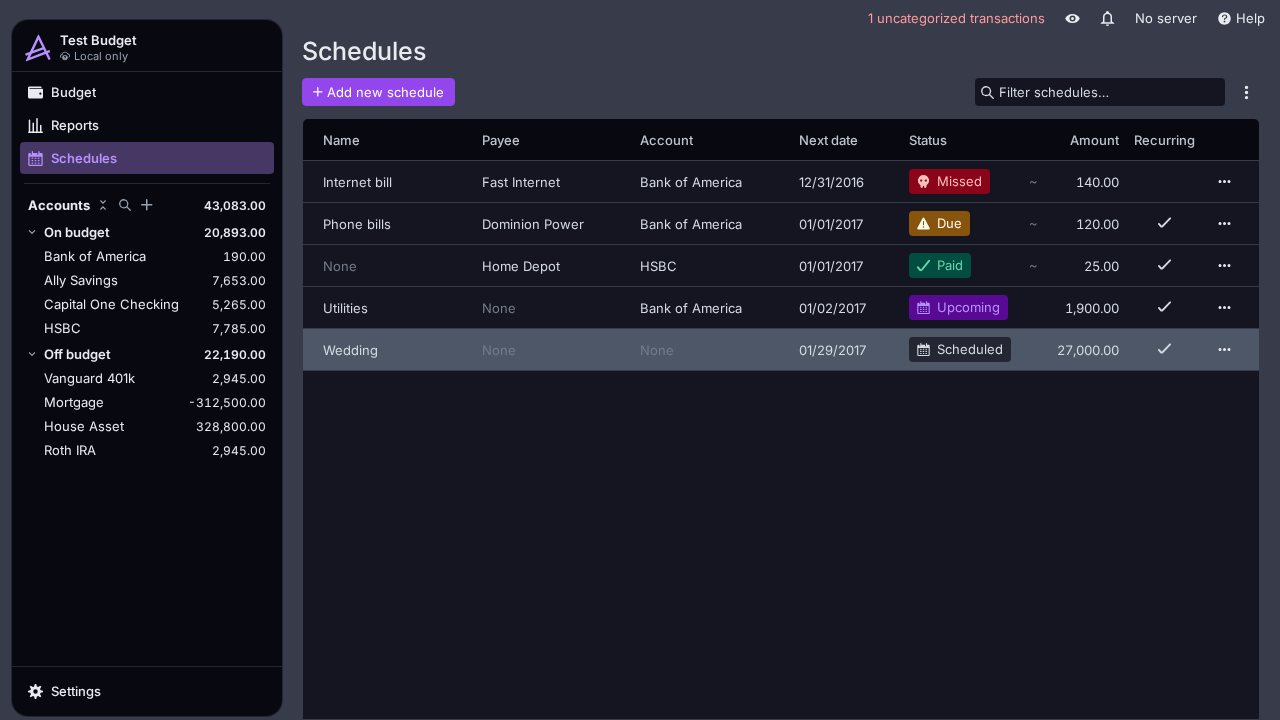 1 uncategorized transactions
No server
Help
Test Budget
Local only
Budget
Reports
Schedules
Accounts 43,083.00
On budget 20,893.00
Bank of America 190.00
Ally Savings 7,653.00
Capital One Checking 5,265.00
HSBC 7,785.00
Off budget 22,190.00
Vanguard 401k 2,945.00
Mortgage -312,500.00
House Asset 328,800.00
Roth IRA 2,945.00
Settings
Schedules
Add new schedule
Filter schedules...
Name Payee Account Next date Status Amount Recurring
Internet bill Fast Internet Bank of America 12/31/2016 Missed ~ 140.00
Phone bills Dominion Power Bank of America 01/01/2017 Due ~ 120.00
None Home Depot HSBC 01/01/2017 Paid ~ 25.00
Utilities None Bank of America 01/02/2017 Upcoming 1,900.00
Wedding None None 01/29/2017 Scheduled 27,000.00